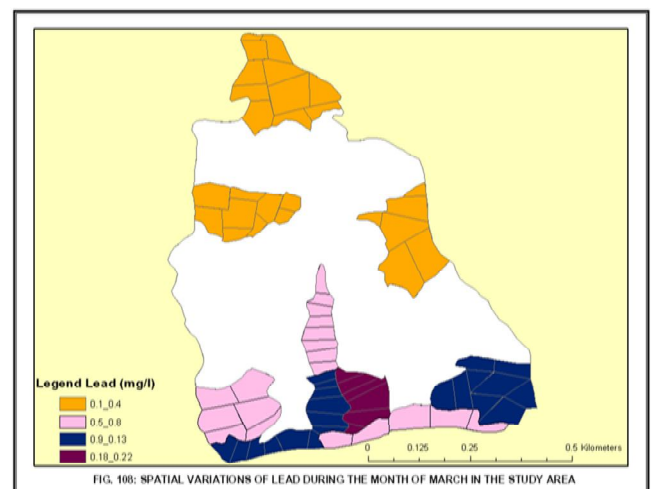 Legend Lead (mg/l)
0.1_0.4
0.5_0.8
0.9_0.13
0.18_0.22
0 0.125 0.25 0.5 Kilometers
FIG. 108: SPATIAL VARIATIONS OF LEAD DURING THE MONTH OF MARCH IN THE STUDY AREA